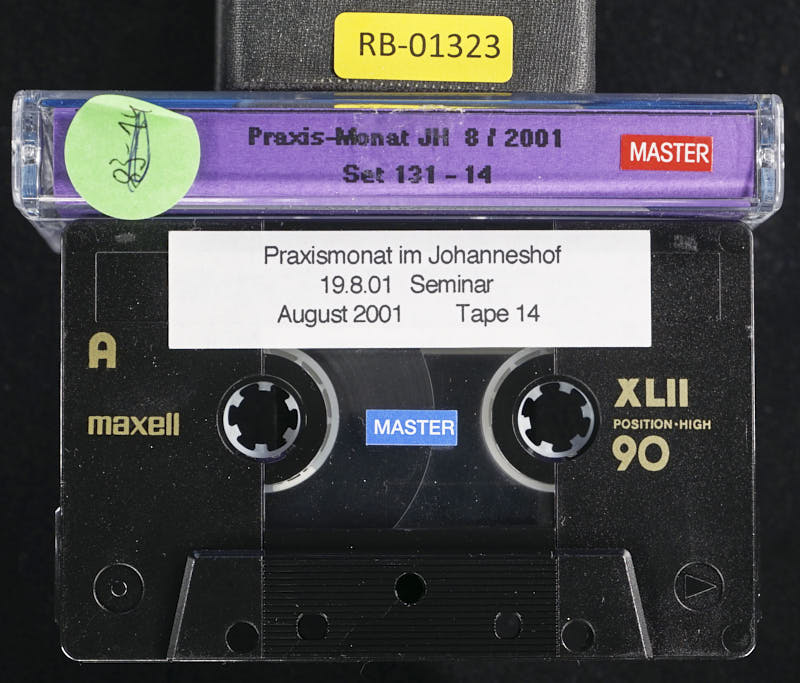 RB-01323
Praxis-Monat JH 8 / 2001
Set 131 - 14
MASTER
Praxismonat im Johanneshof
19.8.01 Seminar
August 2001 Tape 14
A
maxell
MASTER
XLII
POSITION·HIGH
90